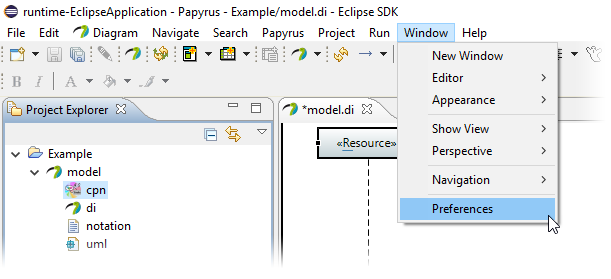 runtime-EclipseApplication - Papyrus - Example/model.di - Eclipse SDK
File Edit Diagram Navigate Search Papyrus Project Run Window Help
New Window
Editor
Appearance
Show View
Perspective
Navigation
Preferences
B I A
Project Explorer
Example
model
cpn
di
notation
uml
*model.di
«Resource»